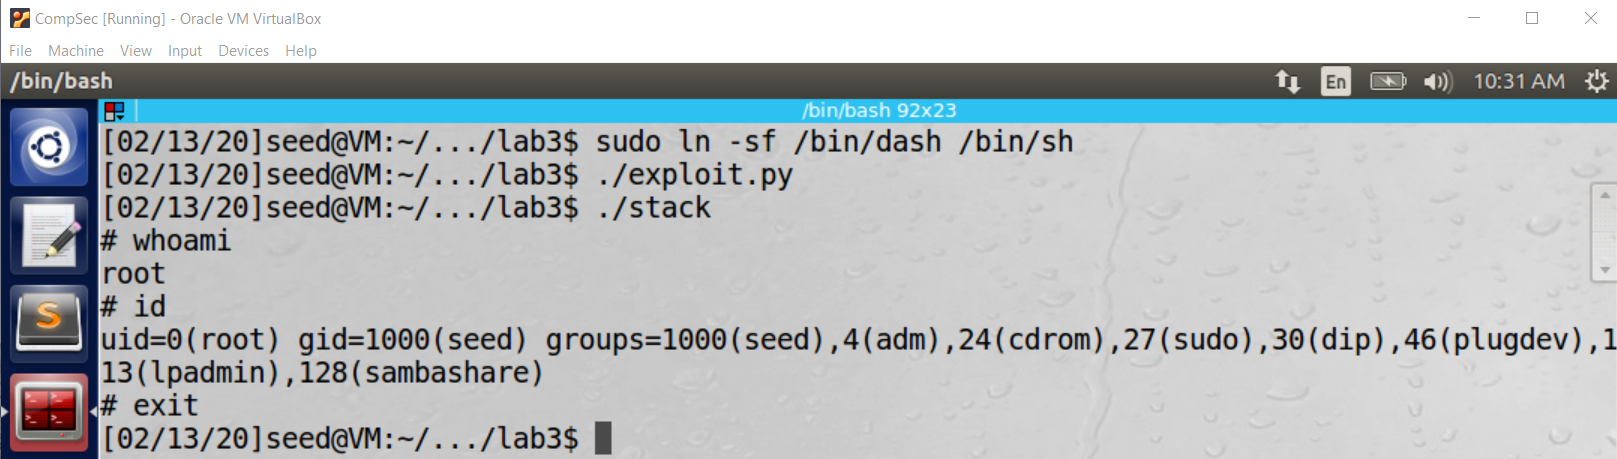 CompSec [Running] - Oracle VM VirtualBox
File Machine View Input Devices Help
/bin/bash En 10:31 AM
/bin/bash 92x23
[02/13/20]seed@VM:~/.../lab3$ sudo ln -sf /bin/dash /bin/sh
[02/13/20]seed@VM:~/.../lab3$ ./exploit.py
[02/13/20]seed@VM:~/.../lab3$ ./stack
# whoami
root
# id
uid=0(root) gid=1000(seed) groups=1000(seed),4(adm),24(cdrom),27(sudo),30(dip),46(plugdev),1
13(lpadmin),128(sambashare)
# exit
[02/13/20]seed@VM:~/.../lab3$